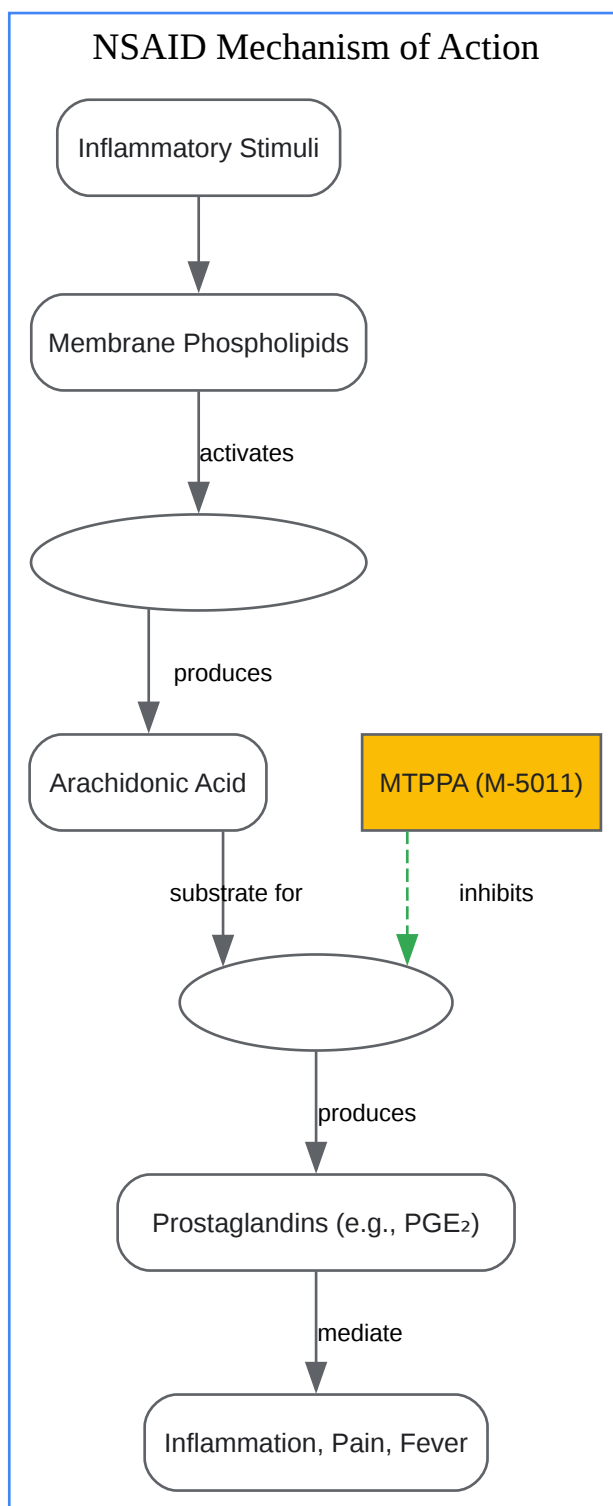 NSAID Mechanism of Action
Inflammatory Stimuli
Membrane Phospholipids
activates
produces
Arachidonic Acid
MTPPA (M-5011)
substrate for
inhibits
produces
Prostaglandins (e.g., PGE₂)
mediate
Inflammation, Pain, Fever